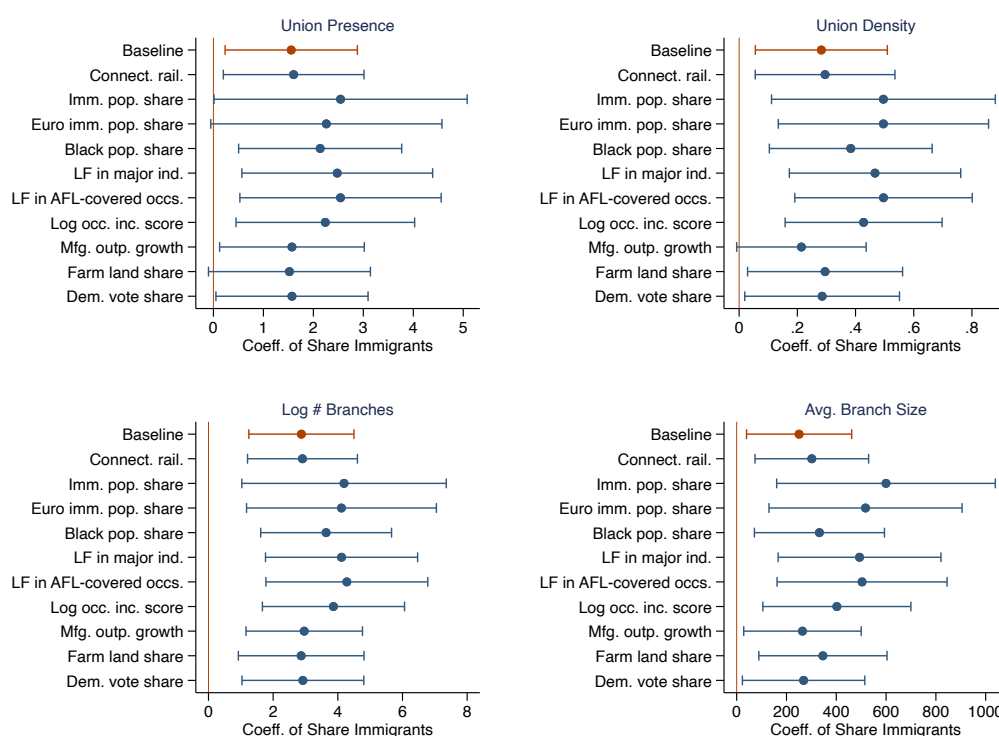 Union Presence
Baseline
Connect. rail.
Imm. pop. share
Euro imm. pop. share
Black pop. share
LF in major ind.
LF in AFL-covered occs.
Log occ. inc. score
Mfg. outp. growth
Farm land share
Dem. vote share
0 1 2 3 4 5
Coeff. of Share Immigrants
Union Density
Baseline
Connect. rail.
Imm. pop. share
Euro imm. pop. share
Black pop. share
LF in major ind.
LF in AFL-covered occs.
Log occ. inc. score
Mfg. outp. growth
Farm land share
Dem. vote share
0 .2 .4 .6 .8
Coeff. of Share Immigrants
Log # Branches
Baseline
Connect. rail.
Imm. pop. share
Euro imm. pop. share
Black pop. share
LF in major ind.
LF in AFL-covered occs.
Log occ. inc. score
Mfg. outp. growth
Farm land share
Dem. vote share
0 2 4 6 8
Coeff. of Share Immigrants
Avg. Branch Size
Baseline
Connect. rail.
Imm. pop. share
Euro imm. pop. share
Black pop. share
LF in major ind.
LF in AFL-covered occs.
Log occ. inc. score
Mfg. outp. growth
Farm land share
Dem. vote share
0 200 400 600 800 1000
Coeff. of Share Immigrants